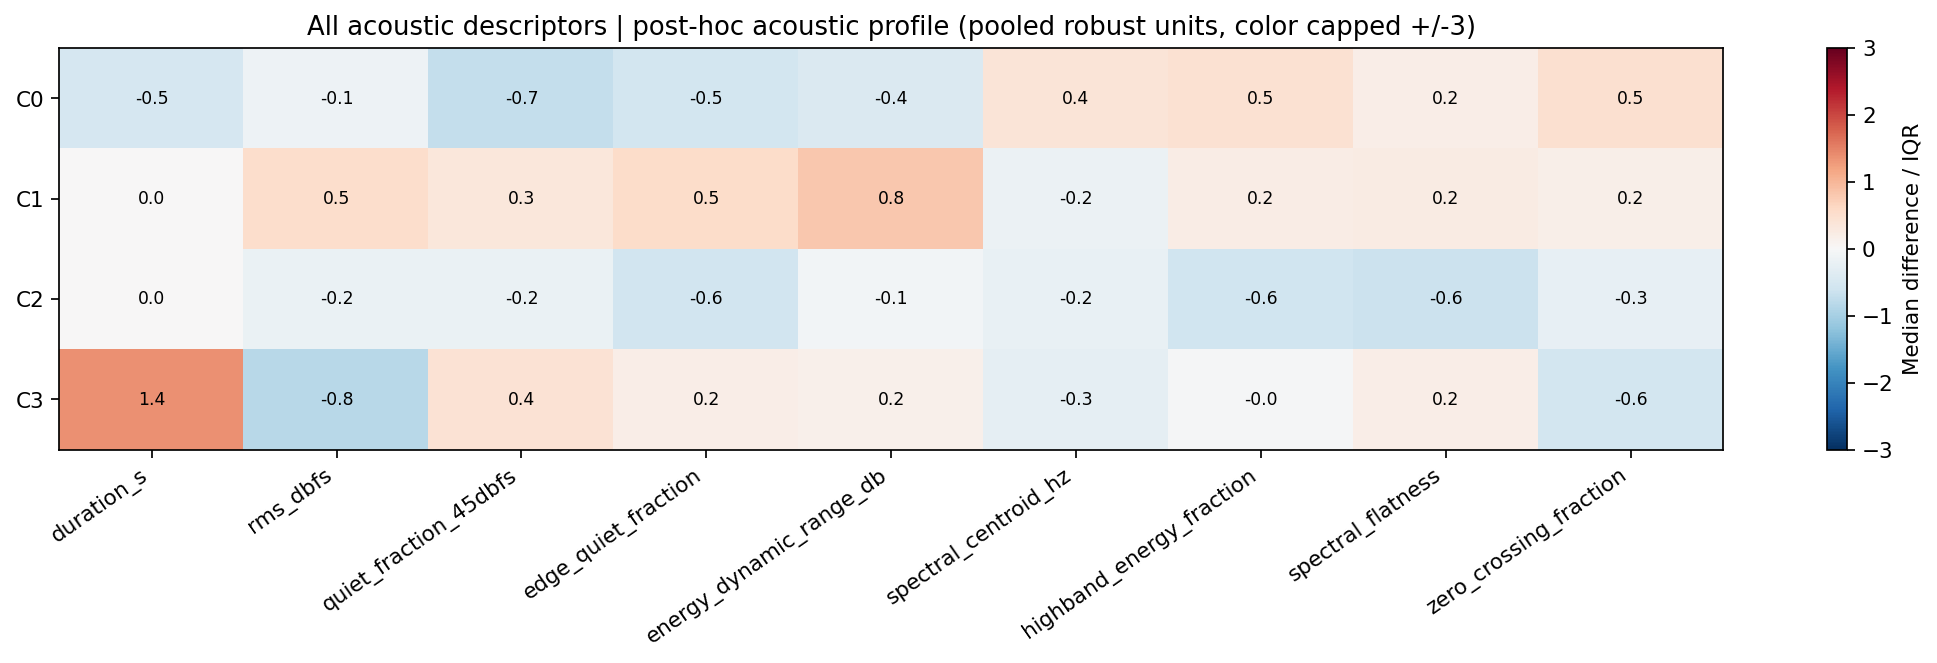 All acoustic descriptors | post-hoc acoustic profile (pooled robust units, color capped +/-3)
C0 -0.5 -0.1 -0.7 -0.5 -0.4 0.4 0.5 0.2 0.5
C1 0.0 0.5 0.3 0.5 0.8 -0.2 0.2 0.2 0.2
C2 0.0 -0.2 -0.2 -0.6 -0.1 -0.2 -0.6 -0.6 -0.3
C3 1.4 -0.8 0.4 0.2 0.2 -0.3 -0.0 0.2 -0.6
duration_s
rms_dbfs
quiet_fraction_45dbfs
edge_quiet_fraction
energy_dynamic_range_db
spectral_centroid_hz
highband_energy_fraction
spectral_flatness
zero_crossing_fraction
3
2
1
0
−1
−2
−3
Median difference / IQR